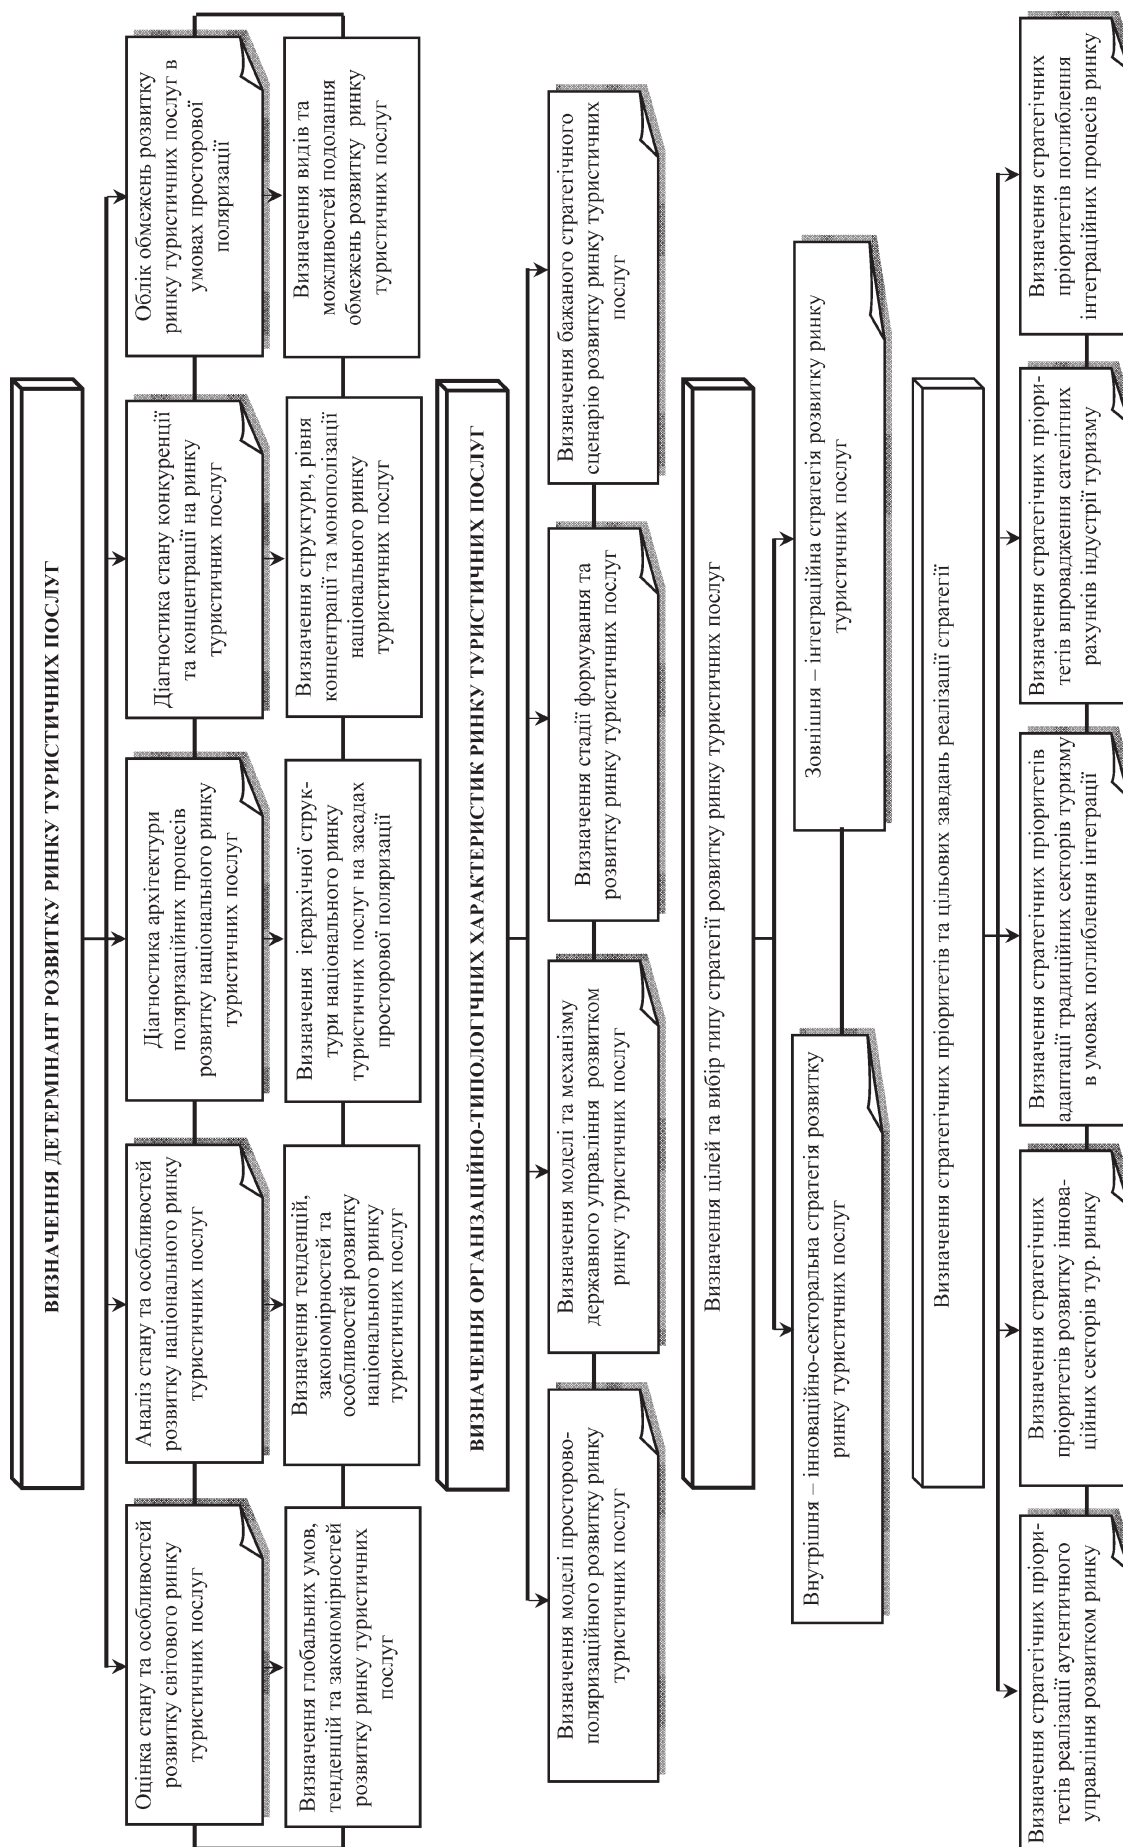 ВИЗНАЧЕННЯ ДЕТЕРМІНАНТ РОЗВИТКУ РИНКУ ТУРИСТИЧНИХ ПОСЛУГ
Оцінка стану та особливостей
розвитку світового ринку
туристичних послуг
Аналіз стану та особливостей
розвитку національного ринку
туристичних послуг
Діагностика архітектури
поляризаційних процесів
розвитку національного ринку
туристичних послуг
Діагностика стану конкуренції
та концентрації на ринку
туристичних послуг
Облік обмежень розвитку
ринку туристичних послуг в
умовах просторової
поляризації
Визначення глобальних умов,
тенденцій та закономірностей
розвитку ринку туристичних
послуг
Визначення тенденцій,
закономірностей та
особливостей розвитку
національного ринку
туристичних послуг
Визначення ієрархічної струк-
тури національного ринку
туристичних послуг на засадах
просторової поляризації
Визначення структури, рівня
концентрації та монополізації
національного ринку
туристичних послуг
Визначення видів та
можливостей подолання
обмежень розвитку ринку
туристичних послуг
ВИЗНАЧЕННЯ ОРГАНІЗАЦІЙНО-ТИПОЛОГІЧНИХ ХАРАКТЕРИСТИК РИНКУ ТУРИСТИЧНИХ ПОСЛУГ
Визначення моделі просторово-
поляризаційного розвитку ринку
туристичних послуг
Визначення моделі та механізму
державного управління розвитком
ринку туристичних послуг
Визначення стадії формування та
розвитку ринку туристичних послуг
Визначення бажаного стратегічного
сценарію розвитку ринку туристичних
послуг
Визначення цілей та вибір типу стратегії розвитку ринку туристичних послуг
Внутрішня – інноваційно-секторальна стратегія розвитку
ринку туристичних послуг
Зовнішня – інтеграційна стратегія розвитку ринку
туристичних послуг
Визначення стратегічних пріоритетів та цільових завдань реалізації стратегії
Визначення стратегічних пріори-
тетів реалізації аутентичного
управління розвитком ринку
Визначення стратегічних
пріоритетів розвитку іннова-
ційних секторів тур. ринку
Визначення стратегічних пріоритетів
адаптації традиційних секторів туризму
в умовах поглиблення інтеграції
Визначення стратегічних пріори-
тетів впровадження сателітних
рахунків індустрії туризму
Визначення стратегічних
пріоритетів поглиблення
інтеграційних процесів ринку